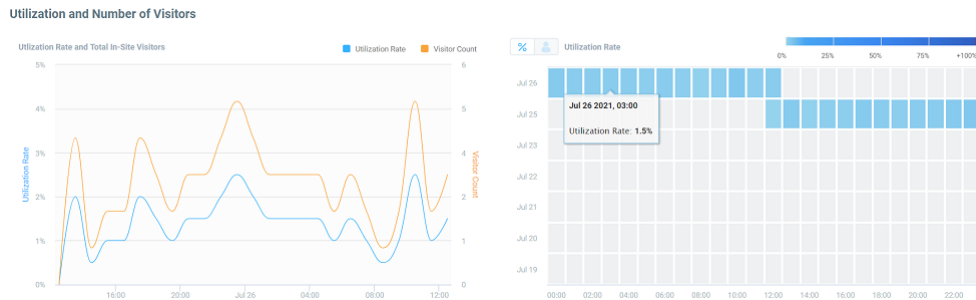 Utilization and Number of Visitors
Utlization Rate and Total In-Site Visitors
Utilization Rate
Visitor Count
5%
4%
3%
2%
1%
0%
Utilization Rate
6
5
4
3
2
1
0
Visitor Count
16:00 20:00 Jul 26 04:00 08:00 12:00
% Utilization Rate
0% 25% 50% 75% +100%
Jul 26
Jul 26 2021, 03:00
Utilization Rate: 1.5%
Jul 25
Jul 23
Jul 22
Jul 21
Jul 20
Jul 19
00:00 02:00 04:00 06:00 08:00 10:00 12:00 14:00 16:00 18:00 20:00 22:00